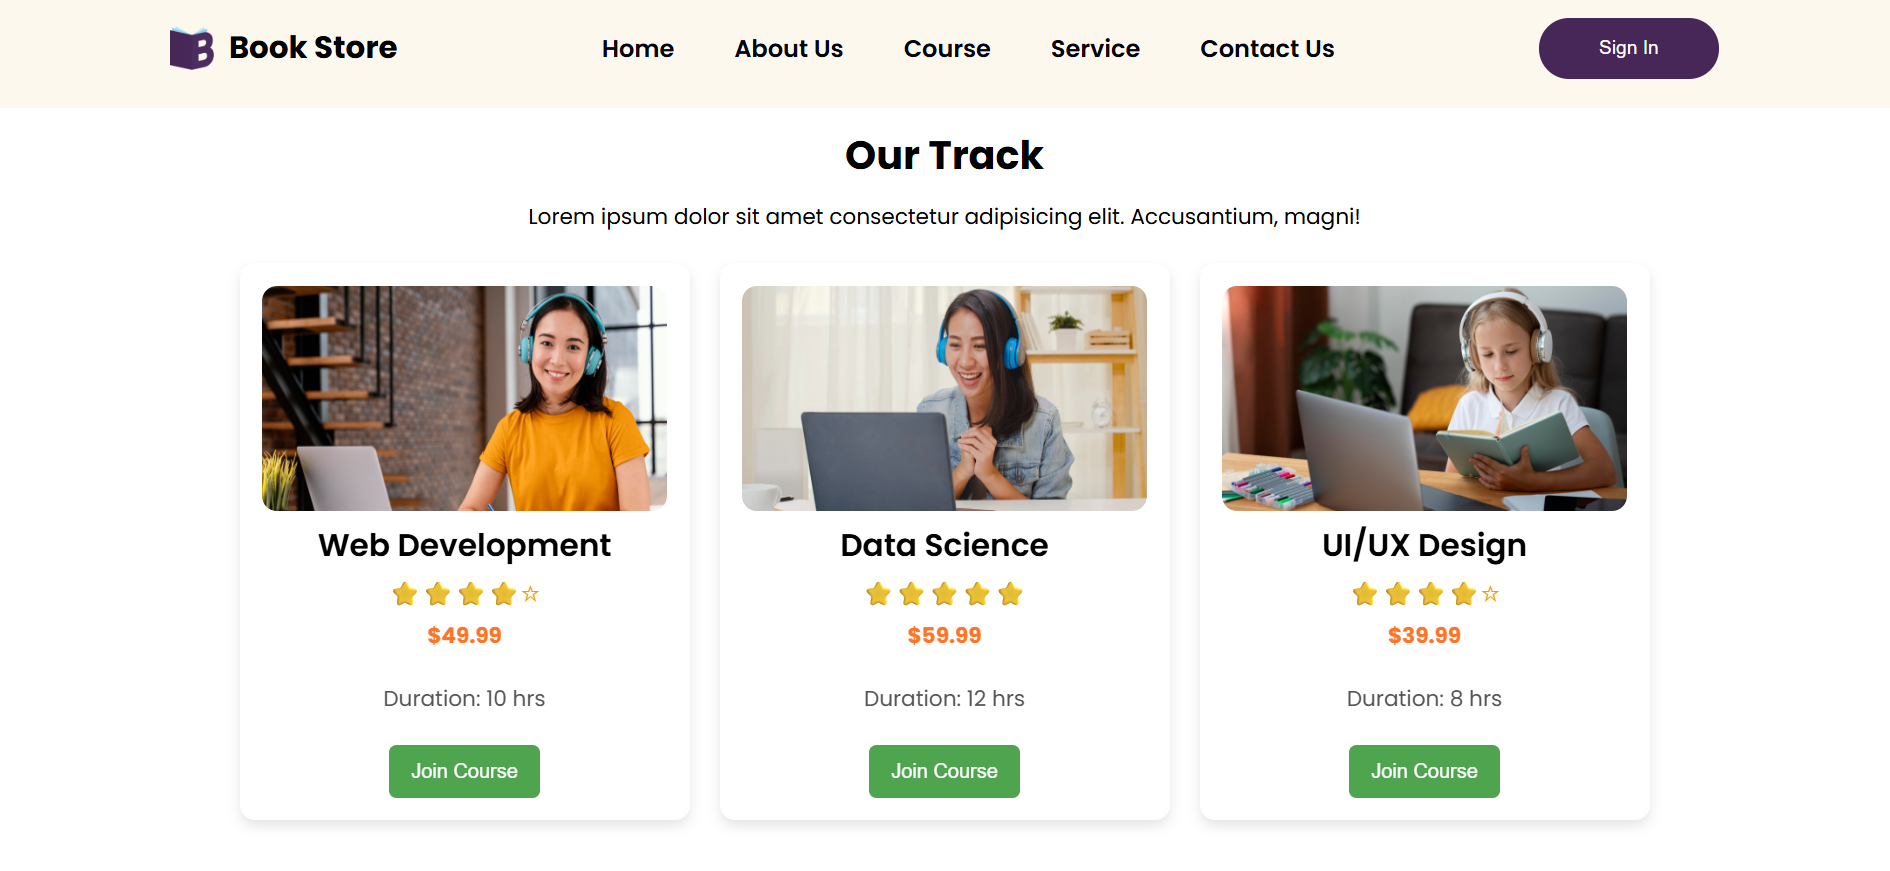 Book Store
Home About Us Course Service Contact Us
Sign In
Our Track
Lorem ipsum dolor sit amet consectetur adipisicing elit. Accusantium, magni!
Web Development
⭐⭐⭐⭐☆
$49.99
Duration: 10 hrs
Join Course
Data Science
⭐⭐⭐⭐⭐
$59.99
Duration: 12 hrs
Join Course
UI/UX Design
⭐⭐⭐⭐☆
$39.99
Duration: 8 hrs
Join Course